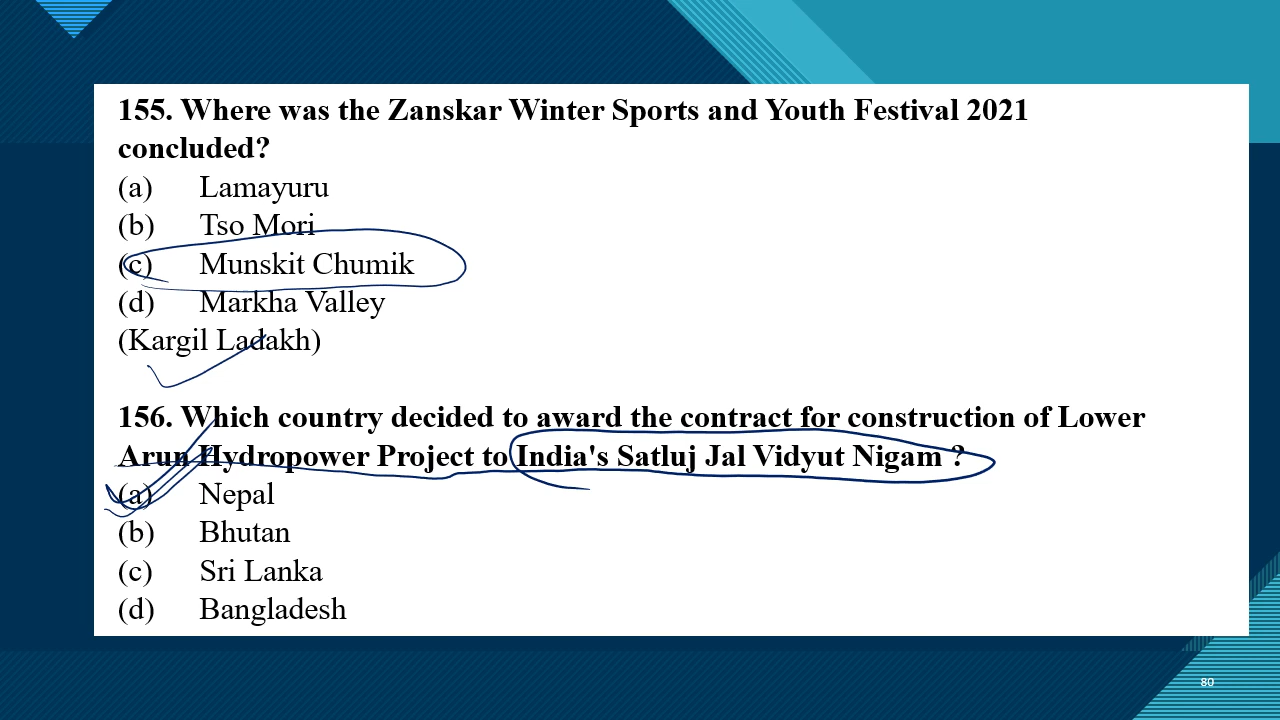 155. Where was the Zanskar Winter Sports and Youth Festival 2021
concluded?
(a) Lamayuru
(b) Tso Mori
(c) Munskit Chumik
(d) Markha Valley
(Kargil Ladakh)
156. Which country decided to award the contract for construction of Lower
Arun Hydropower Project to India's Satluj Jal Vidyut Nigam ?
(a) Nepal
(b) Bhutan
(c) Sri Lanka
(d) Bangladesh
80